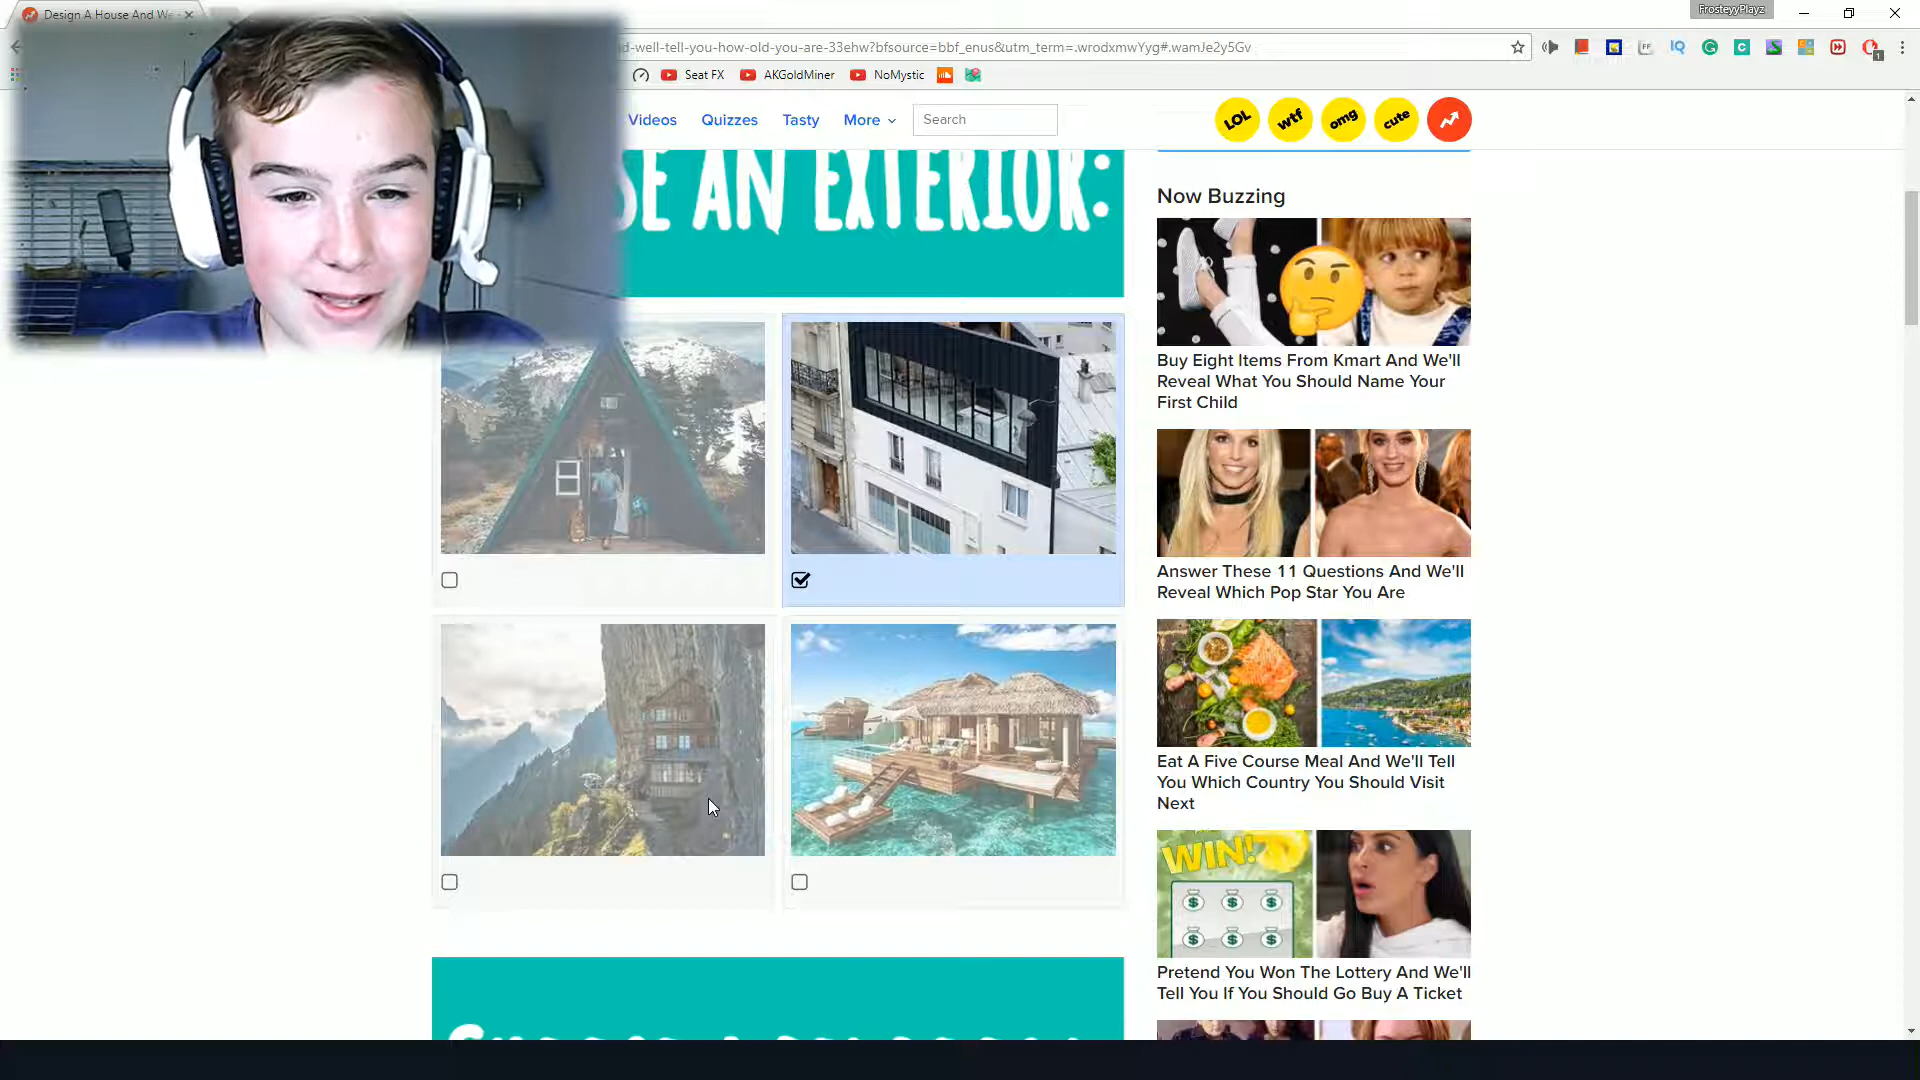 Design A House And We
FrosteyyPlayz
d-well-tell-you-how-old-you-are-33ehw?bfsource=bbf_enus&utm_term=.wrodxmwYyg#.wamJe2y5Gv
FF
IQ
1
Seat FX
AKGoldMiner
NoMystic
Videos
Quizzes
Tasty
More
Search
LOL
wtf
omg
cute
SE AN EXTERIOR:
Now Buzzing
Buy Eight Items From Kmart And We'll
Reveal What You Should Name Your
First Child
Answer These 11 Questions And We'll
Reveal Which Pop Star You Are
Eat A Five Course Meal And We'll Tell
You Which Country You Should Visit
Next
WIN!
$ $ $
$ $ $
Pretend You Won The Lottery And We'll
Tell You If You Should Go Buy A Ticket